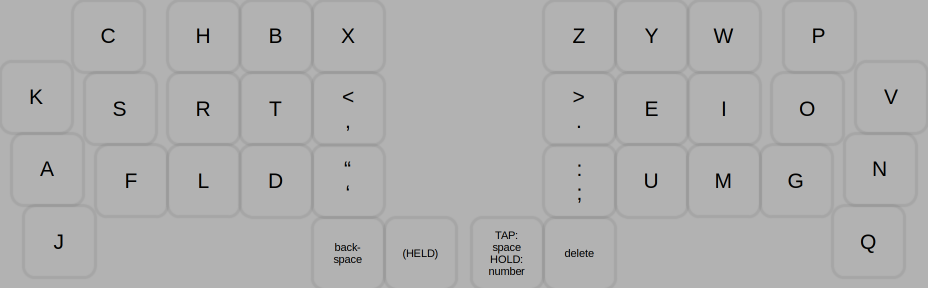 C H B X Z Y W P
K V
S R T < > E I O
, .
A N
F L D “ : U M G
‘ ;
J Q
back-
space
(HELD)
TAP:
space
HOLD:
number
delete